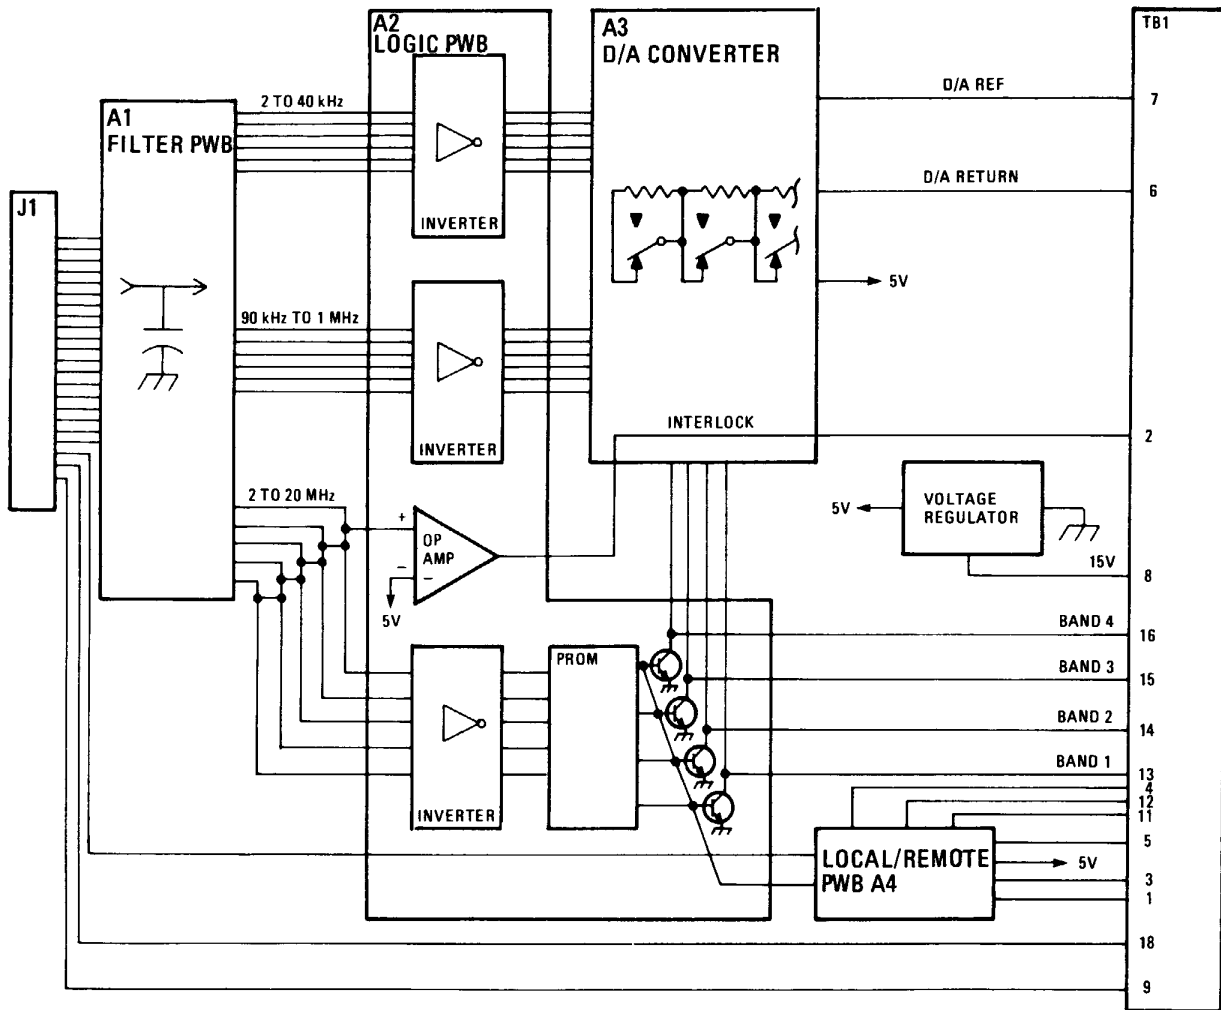 A2
LOGIC PWB
A3
D/A CONVERTER
TB1
D/A REF
7
2 TO 40 kHz
A1
FILTER PWB
D/A RETURN
6
J1
INVERTER
5V
90 kHz TO 1 MHz
INTERLOCK
2
INVERTER
2 TO 20 MHz
VOLTAGE
REGULATOR
5V
+
OP
AMP
–
–
5V
15V
8
BAND 4
16
PROM
BAND 3
15
BAND 2
14
BAND 1
13
4
12
11
INVERTER
5
LOCAL/REMOTE
PWB A4
5V
3
1
18
9